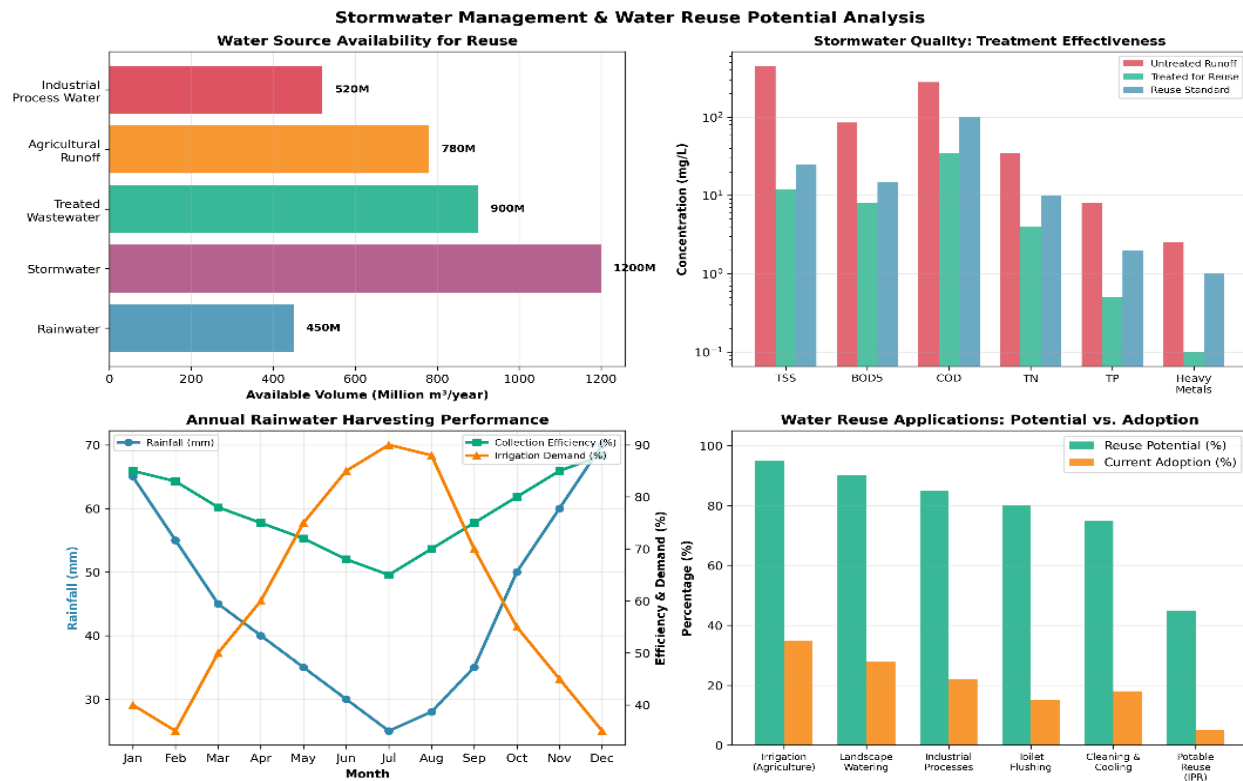 Stormwater Management & Water Reuse Potential Analysis
Water Source Availability for Reuse
Industrial
Process Water
Agricultural
Runoff
Treated
Wastewater
Stormwater
Rainwater
520M
780M
900M
1200M
450M
0 200 400 600 800 1000 1200
Available Volume (Million m³/year)
Stormwater Quality: Treatment Effectiveness
Untreated Runoff
Treated for Reuse
Reuse Standard
Concentration (mg/L)
10²
10¹
10⁰
10⁻¹
TSS BOD5 COD TN TP Heavy
Metals
Annual Rainwater Harvesting Performance
Rainfall (mm)
Collection Efficiency (%)
Irrigation Demand (%)
Rainfall (mm)
70
60
50
40
30
90
80
70
60
50
40
Efficiency & Demand (%)
Jan Feb Mar Apr May Jun Jul Aug Sep Oct Nov Dec
Month
Water Reuse Applications: Potential vs. Adoption
Reuse Potential (%)
Current Adoption (%)
Percentage (%)
100
80
60
40
20
0
Irrigation
(Agriculture)
Landscape
Watering
Industrial
Processes
Toilet
Flushing
Cleaning &
Cooling
Potable
Reuse
(IPR)